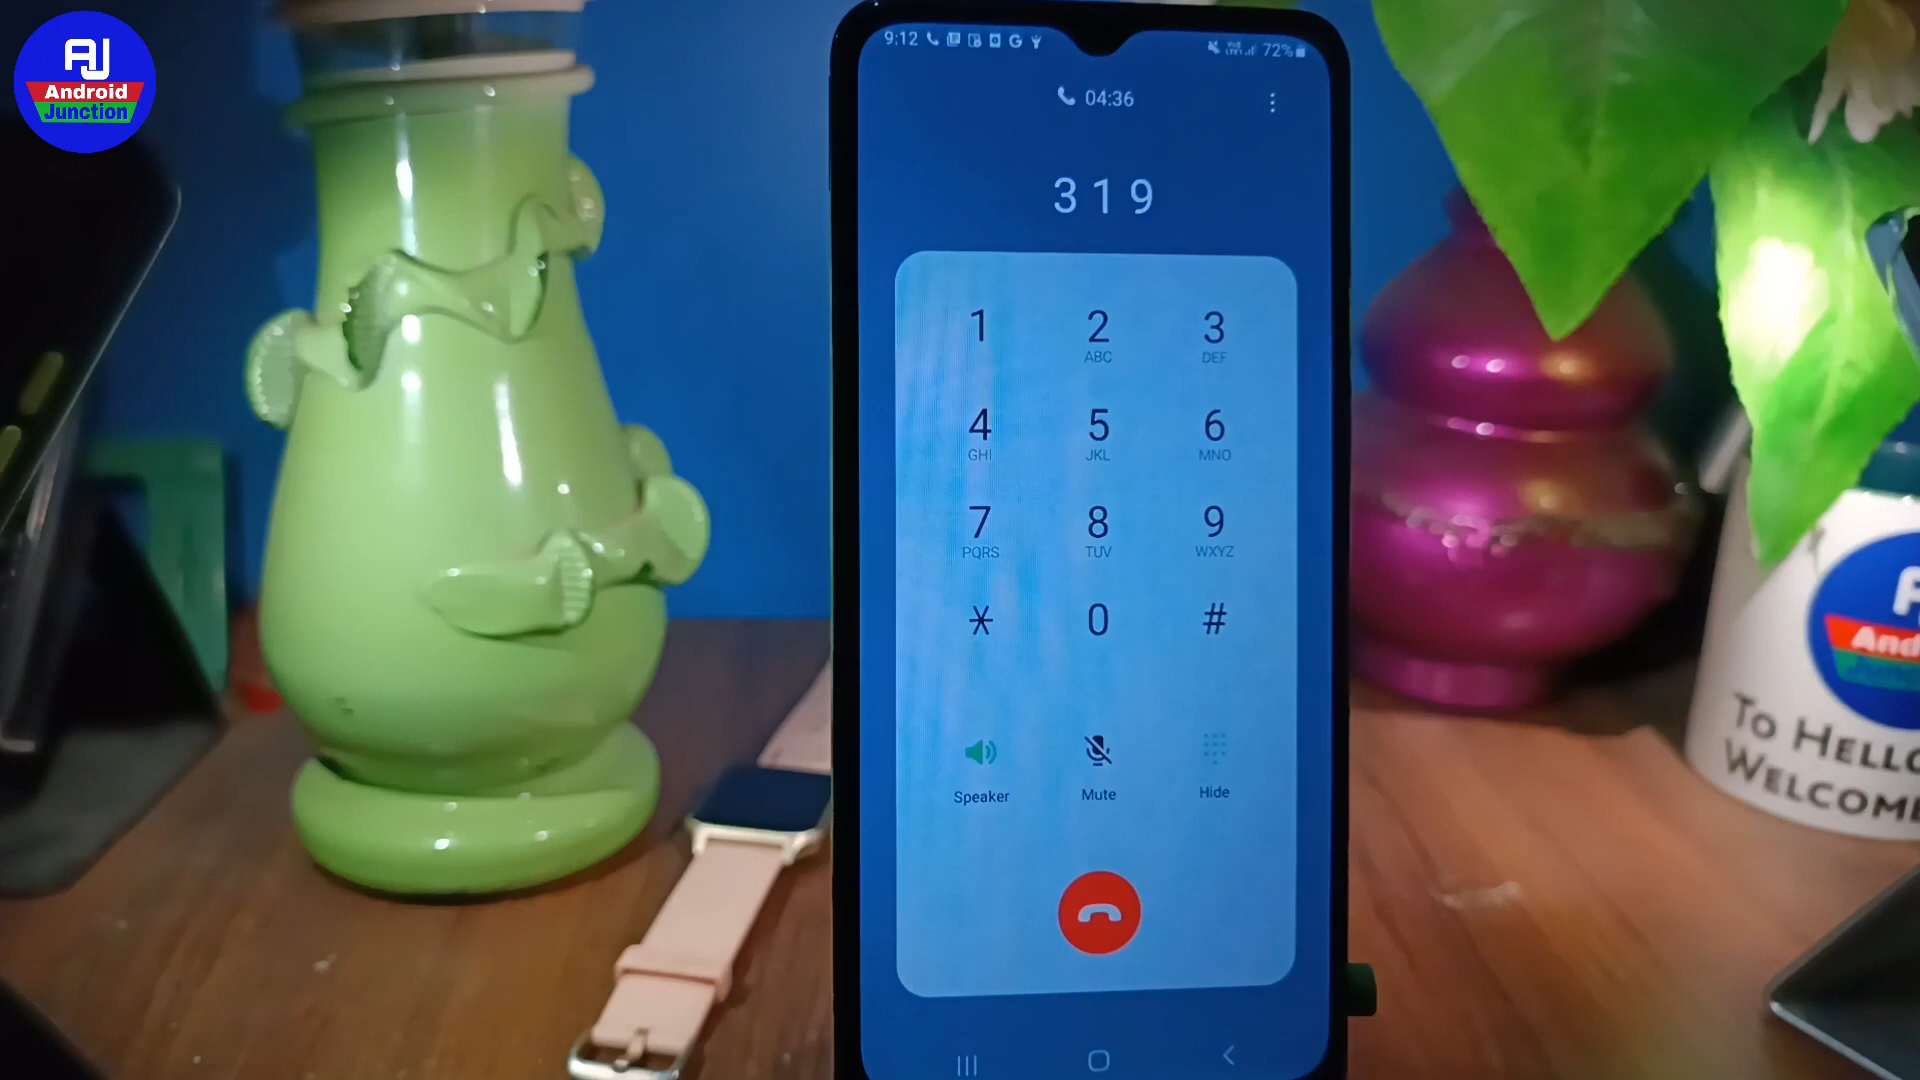 AJ
Android
Junction
9:12
72%
04:36
319
1
2
3
ABC
DEF
4
5
6
GHI
JKL
MNO
7
8
9
PQRS
TUV
WXYZ
*
0
#
Speaker
Mute
Hide
And
To Hello
Welcome